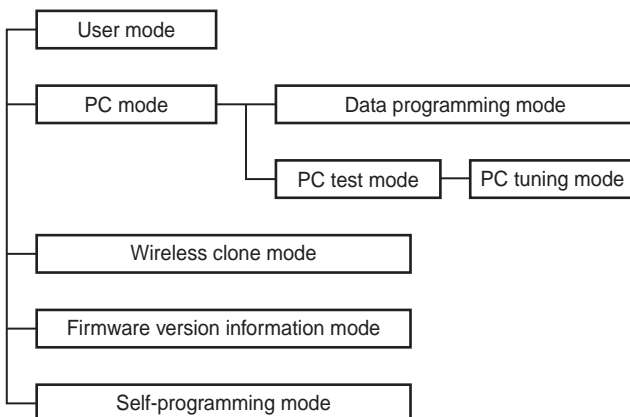 User mode
PC mode
Data programming mode
PC test mode
PC tuning mode
Wireless clone mode
Firmware version information mode
Self-programming mode